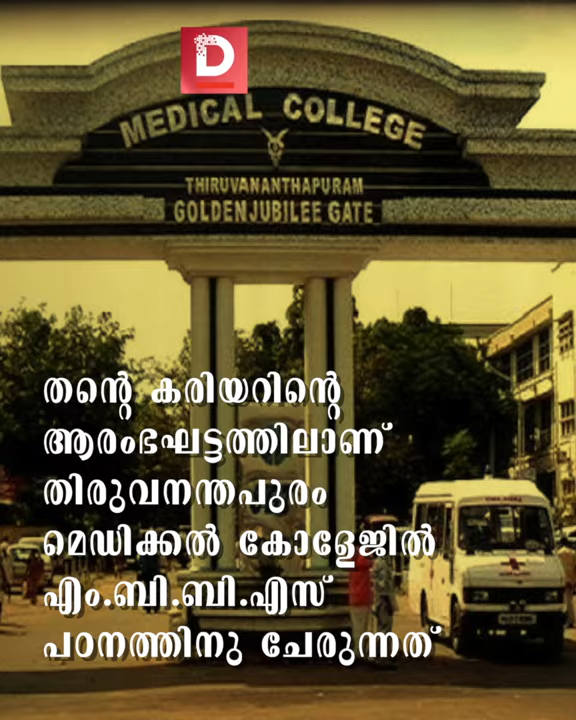 D
MEDICAL COLLEGE
THIRUVANANTHAPURAM
GOLDEN JUBILEE GATE
തന്റെ കരിയറിന്റെ
ആരംഭഘട്ടത്തിലാണ്
തിരുവനന്തപുരം
മെഡിക്കൽ കോളേജിൽ
എം.ബി.ബി.എസ്
പഠനത്തിനു ചേരുന്നത്